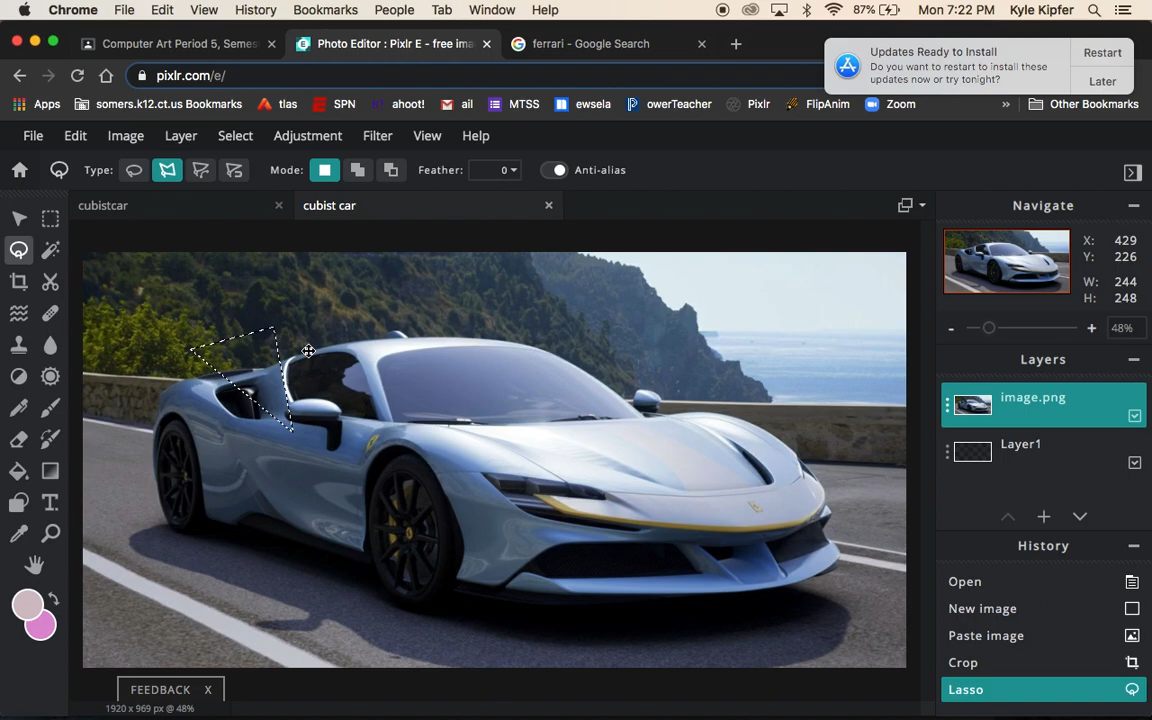 Chrome File Edit View History Bookmarks People Tab Window Help 87% Mon 7:22 PM Kyle Kipfer
Computer Art Period 5, Semes × Photo Editor : Pixlr E - free ima × ferrari - Google Search × +
pixlr.com/e/
Updates Ready to Install
Do you want to restart to install these
updates now or try tonight?
Restart
Later
Apps somers.k12.ct.us Bookmarks tlas SPN ahoot! ail MTSS ewsela owerTeacher Pixlr FlipAnim Zoom » Other Bookmarks
File Edit Image Layer Select Adjustment Filter View Help
Type: Mode: Feather: 0 Anti-alias
cubistcar × cubist car ×
Navigate
X: 429
Y: 226
W: 244
H: 248
- + 48%
Layers
image.png
Layer1
History
Open
New image
Paste image
Crop
Lasso
T
FEEDBACK X
1920 x 969 px @ 48%